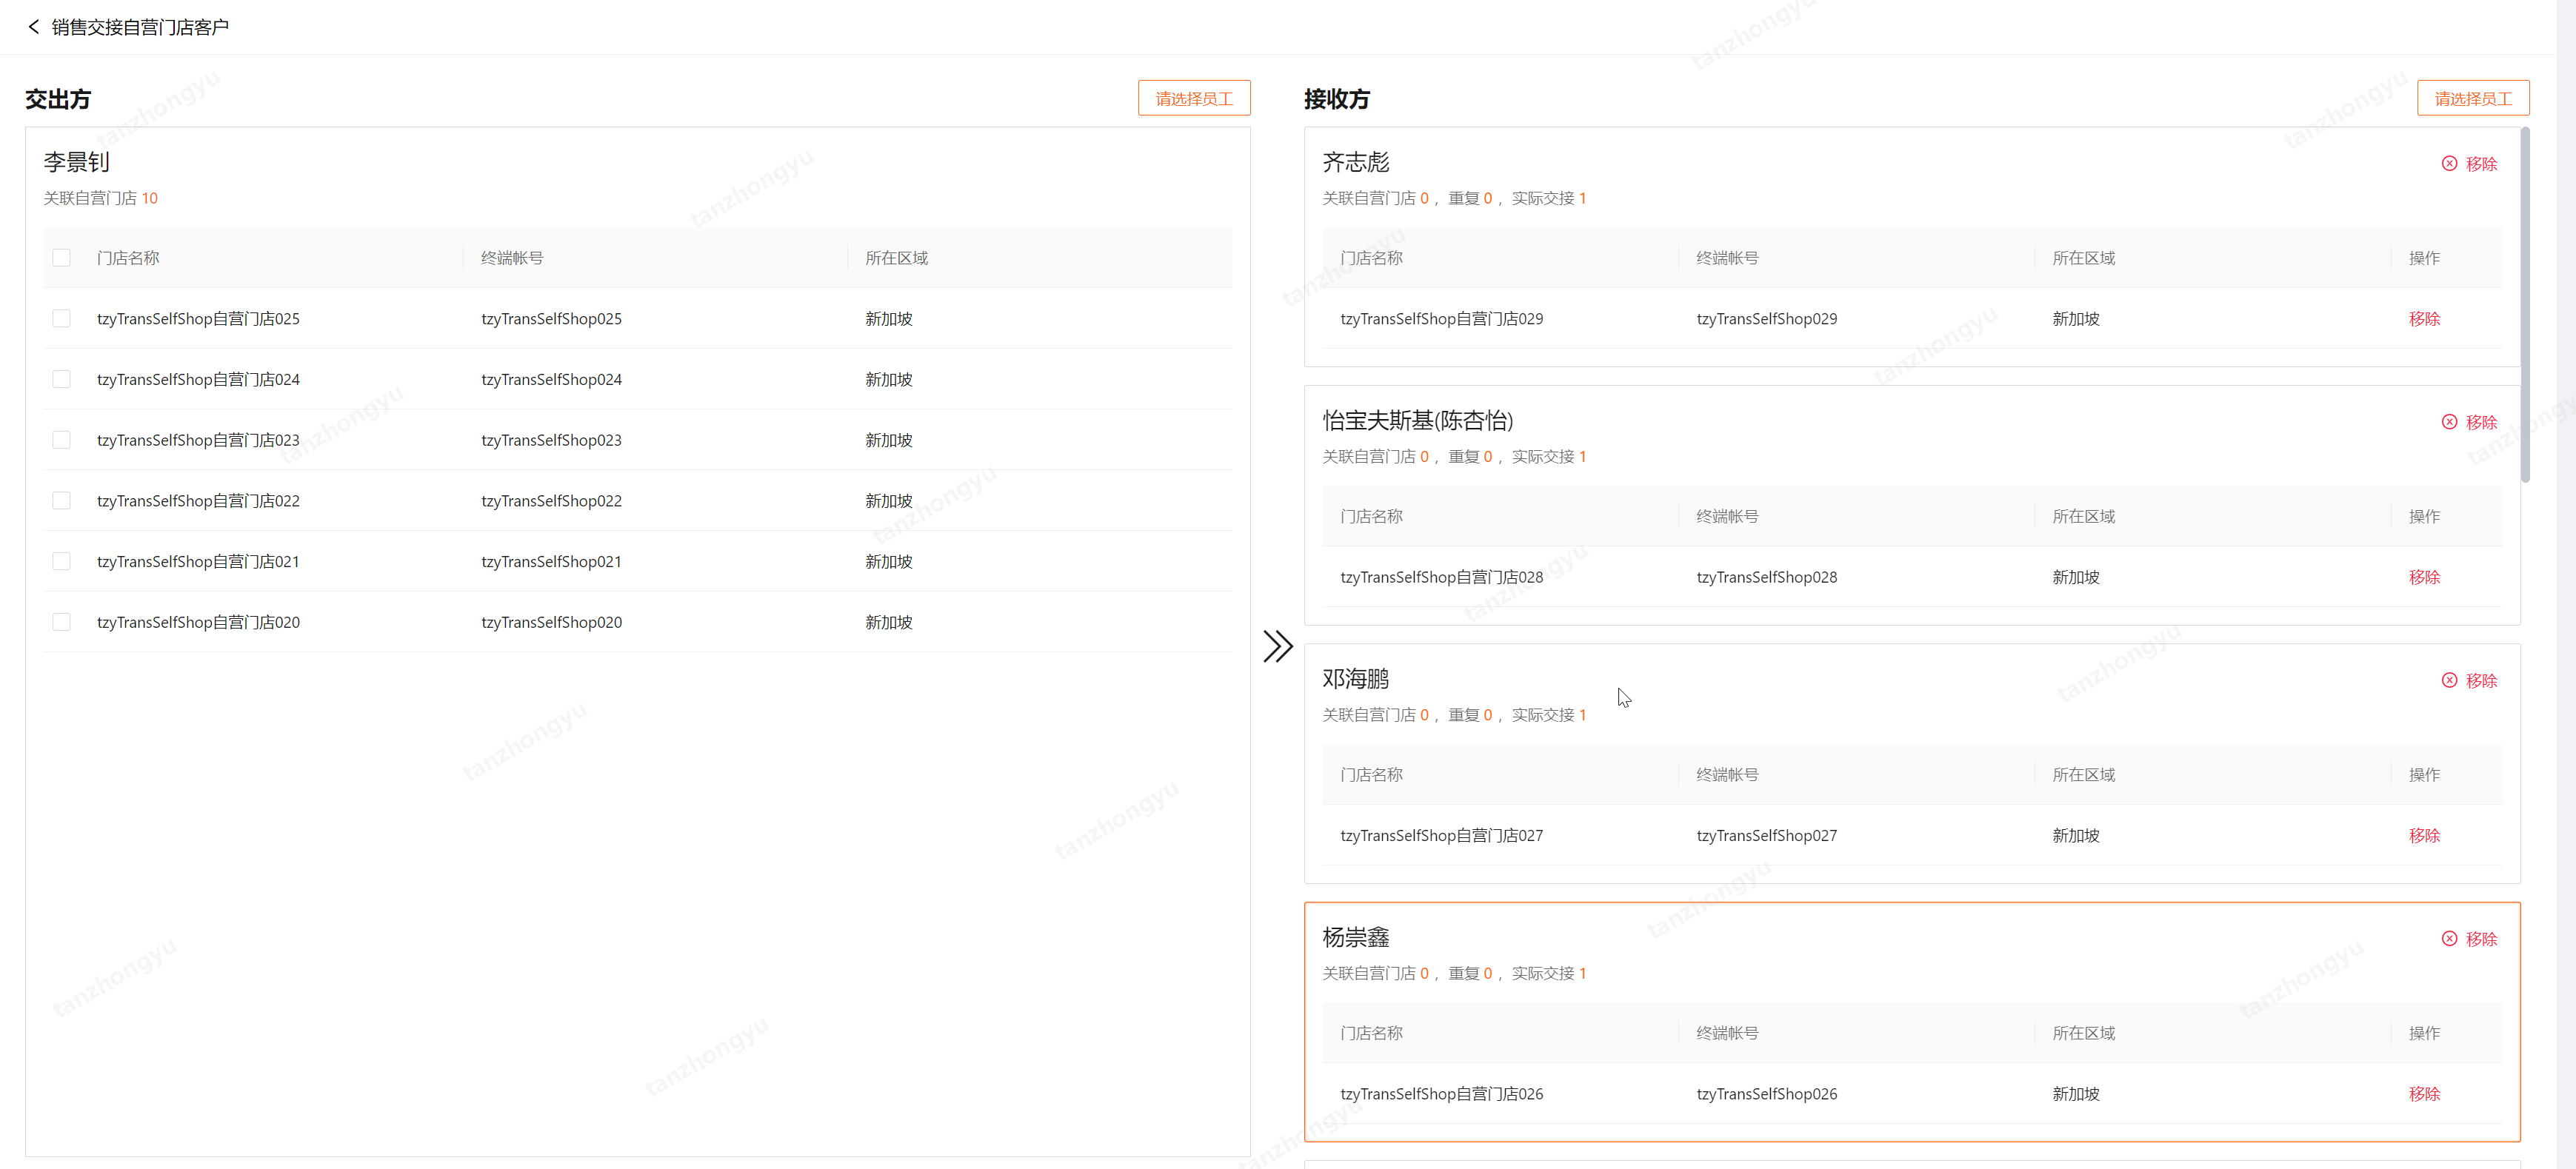 销售交接自营门店客户
交出方
请选择员工
李景钊
关联自营门店 10
门店名称 终端帐号 所在区域
tzyTransSelfShop自营门店025 tzyTransSelfShop025 新加坡
tzyTransSelfShop自营门店024 tzyTransSelfShop024 新加坡
tzyTransSelfShop自营门店023 tzyTransSelfShop023 新加坡
tzyTransSelfShop自营门店022 tzyTransSelfShop022 新加坡
tzyTransSelfShop自营门店021 tzyTransSelfShop021 新加坡
tzyTransSelfShop自营门店020 tzyTransSelfShop020 新加坡
接收方
请选择员工
齐志彪
移除
关联自营门店 0 ，重复 0 ，实际交接 1
门店名称 终端帐号 所在区域 操作
tzyTransSelfShop自营门店029 tzyTransSelfShop029 新加坡 移除
怡宝夫斯基(陈杏怡)
移除
关联自营门店 0 ，重复 0 ，实际交接 1
门店名称 终端帐号 所在区域 操作
tzyTransSelfShop自营门店028 tzyTransSelfShop028 新加坡 移除
邓海鹏
移除
关联自营门店 0 ，重复 0 ，实际交接 1
门店名称 终端帐号 所在区域 操作
tzyTransSelfShop自营门店027 tzyTransSelfShop027 新加坡 移除
杨崇鑫
移除
关联自营门店 0 ，重复 0 ，实际交接 1
门店名称 终端帐号 所在区域 操作
tzyTransSelfShop自营门店026 tzyTransSelfShop026 新加坡 移除
tanzhongyu